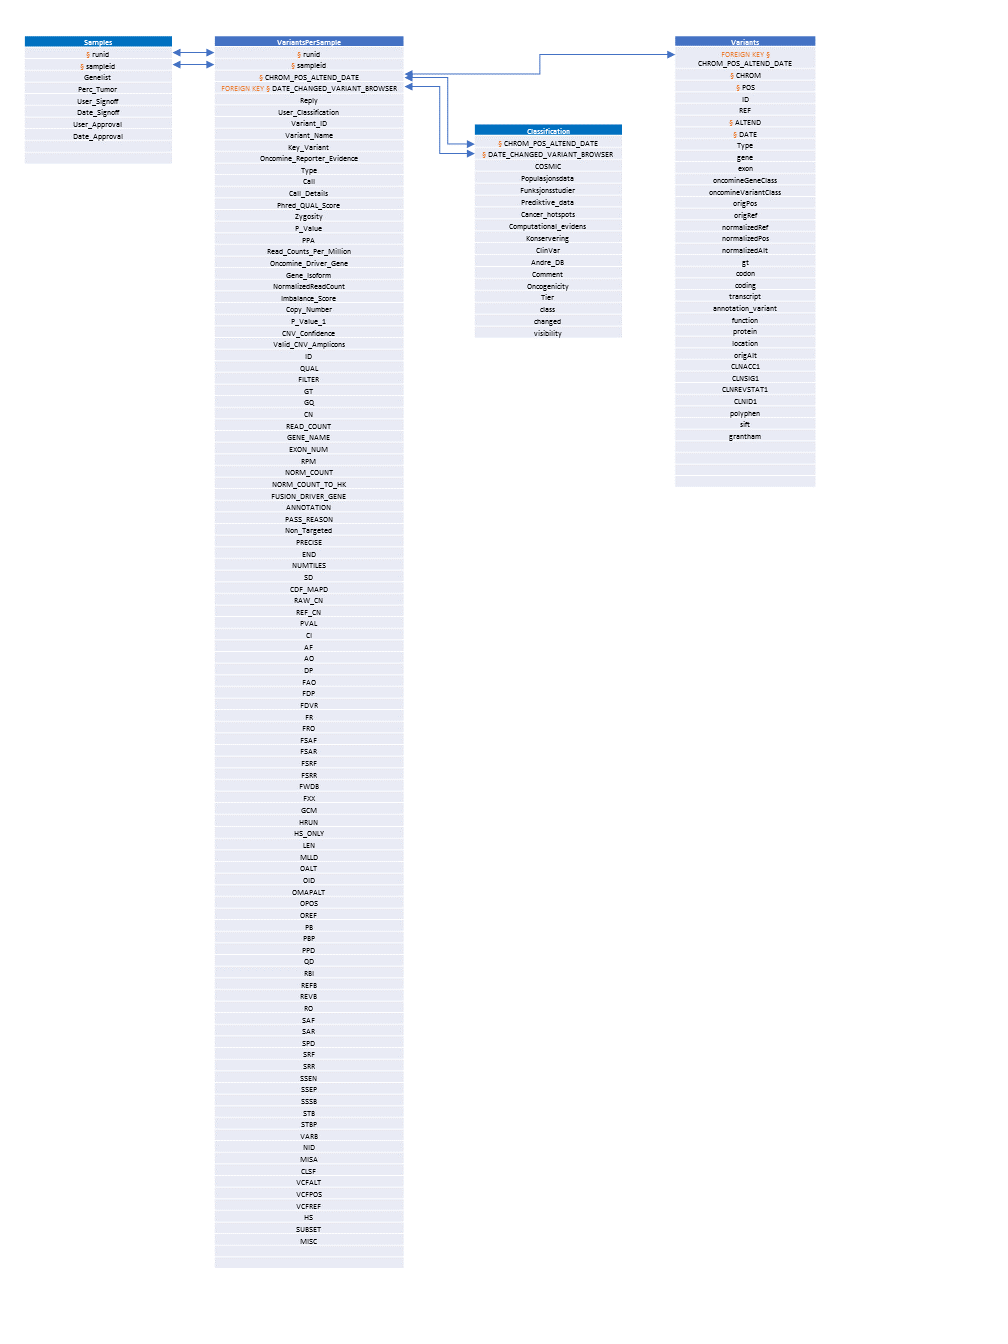 Samples
§ runid
§ sampleid
Genelist
Perc_Tumor
User_Signoff
Date_Signoff
User_Approval
Date_Approval
VariantsPerSample
§ runid
§ sampleid
§ CHROM_POS_ALTEND_DATE
FOREIGN KEY § DATE_CHANGED_VARIANT_BROWSER
Reply
User_Classification
Variant_ID
Variant_Name
Key_Variant
Oncomine_Reporter_Evidence
Type
Call
Call_Details
Phred_QUAL_Score
Zygosity
P_Value
PPA
Read_Counts_Per_Million
Oncomine_Driver_Gene
Gene_Isoform
NormalizedReadCount
Imbalance_Score
Copy_Number
P_Value_1
CNV_Confidence
Valid_CNV_Amplicons
ID
QUAL
FILTER
GT
GQ
CN
READ_COUNT
GENE_NAME
EXON_NUM
RPM
NORM_COUNT
NORM_COUNT_TO_HK
FUSION_DRIVER_GENE
ANNOTATION
PASS_REASON
Non_Targeted
PRECISE
END
NUMTILES
SD
CDF_MAPD
RAW_CN
REF_CN
PVAL
CI
AF
AO
DP
FAO
FDP
FDVR
FR
FRO
FSAF
FSAR
FSRF
FSRR
FWDB
FXX
GCM
HRUN
HS_ONLY
LEN
MLLD
OALT
OID
OMAPALT
OPOS
OREF
PB
PBP
PPD
QD
RBI
REFB
REVB
RO
SAF
SAR
SPD
SRF
SRR
SSEN
SSEP
SSSB
STB
STBP
VARB
NID
MISA
CLSF
VCFALT
VCFPOS
VCFREF
HS
SUBSET
MISC
Classification
§ CHROM_POS_ALTEND_DATE
§ DATE_CHANGED_VARIANT_BROWSER
COSMIC
Populasjonsdata
Funksjonsstudier
Prediktive_data
Cancer_hotspots
Computational_evidens
Konservering
ClinVar
Andre_DB
Comment
Oncogenicity
Tier
class
changed
visibility
Variants
FOREIGN KEY §
CHROM_POS_ALTEND_DATE
§ CHROM
§ POS
ID
REF
§ ALTEND
§ DATE
Type
gene
exon
oncomineGeneClass
oncomineVariantClass
origPos
origRef
normalizedRef
normalizedPos
normalizedAlt
gt
codon
coding
transcript
annotation_variant
function
protein
location
origAlt
CLNACC1
CLNSIG1
CLNREVSTAT1
CLNID1
polyphen
sift
grantham